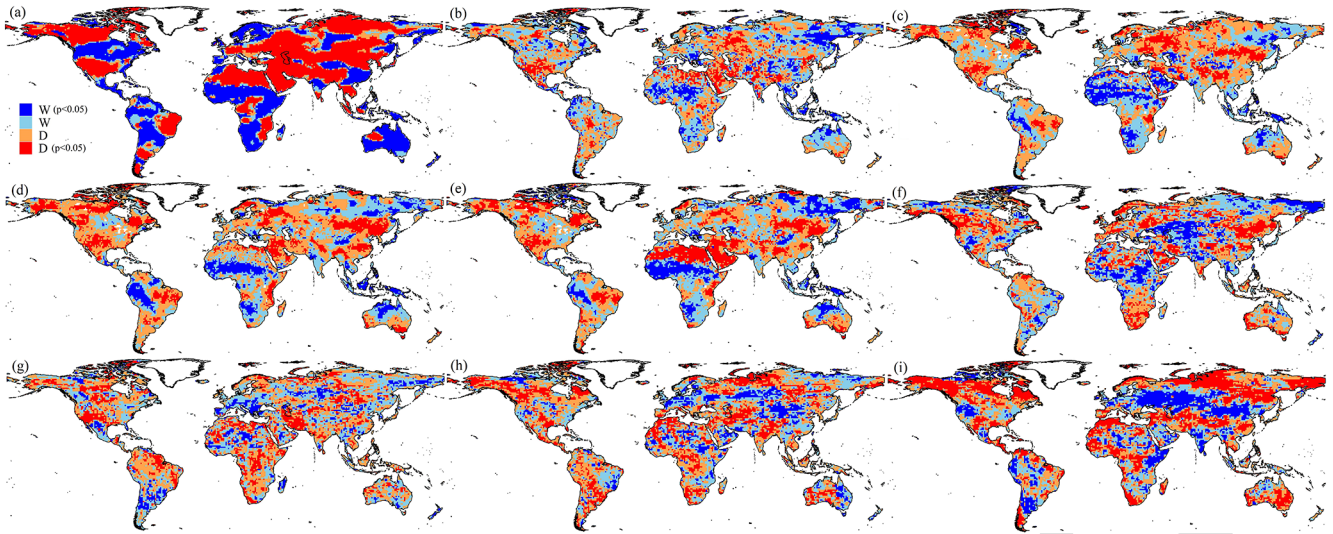 (a)
(b)
(c)
W (p<0.05)
W
D
D (p<0.05)
(d)
(e)
(f)
(g)
(h)
(i)